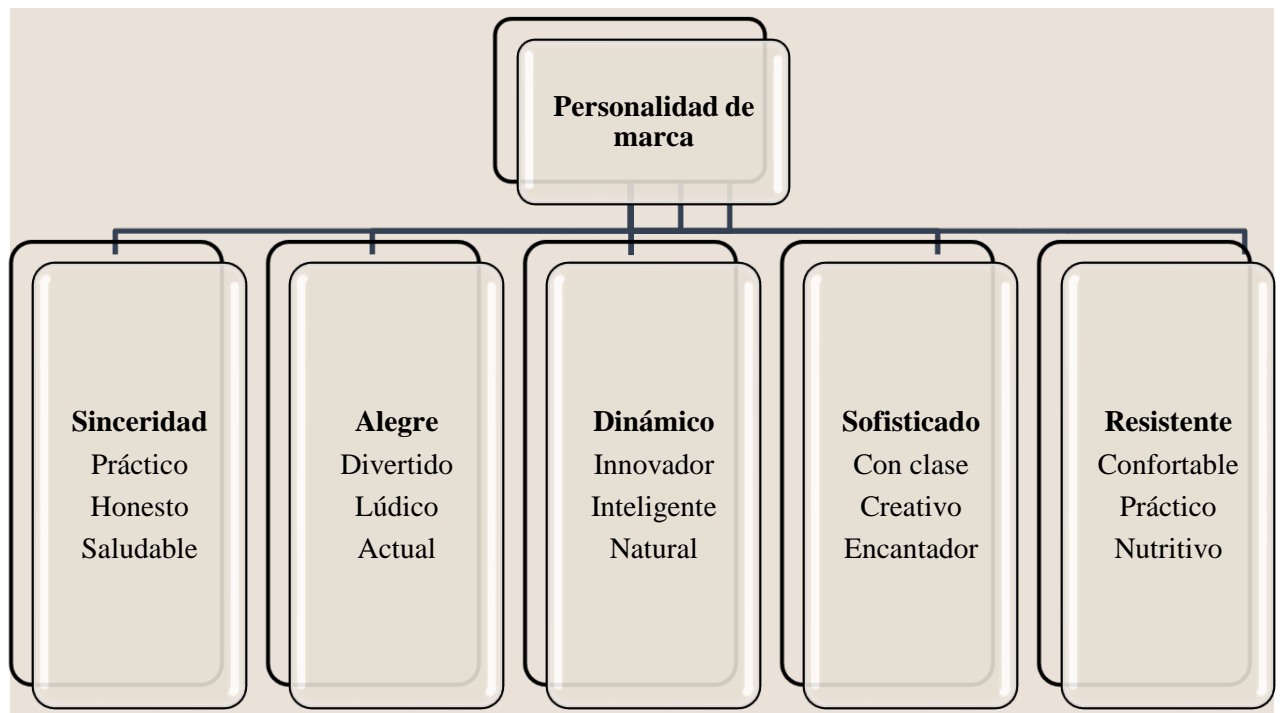 Personalidad de
marca
Sinceridad
Práctico
Honesto
Saludable
Alegre
Divertido
Lúdico
Actual
Dinámico
Innovador
Inteligente
Natural
Sofisticado
Con clase
Creativo
Encantador
Resistente
Confortable
Práctico
Nutritivo